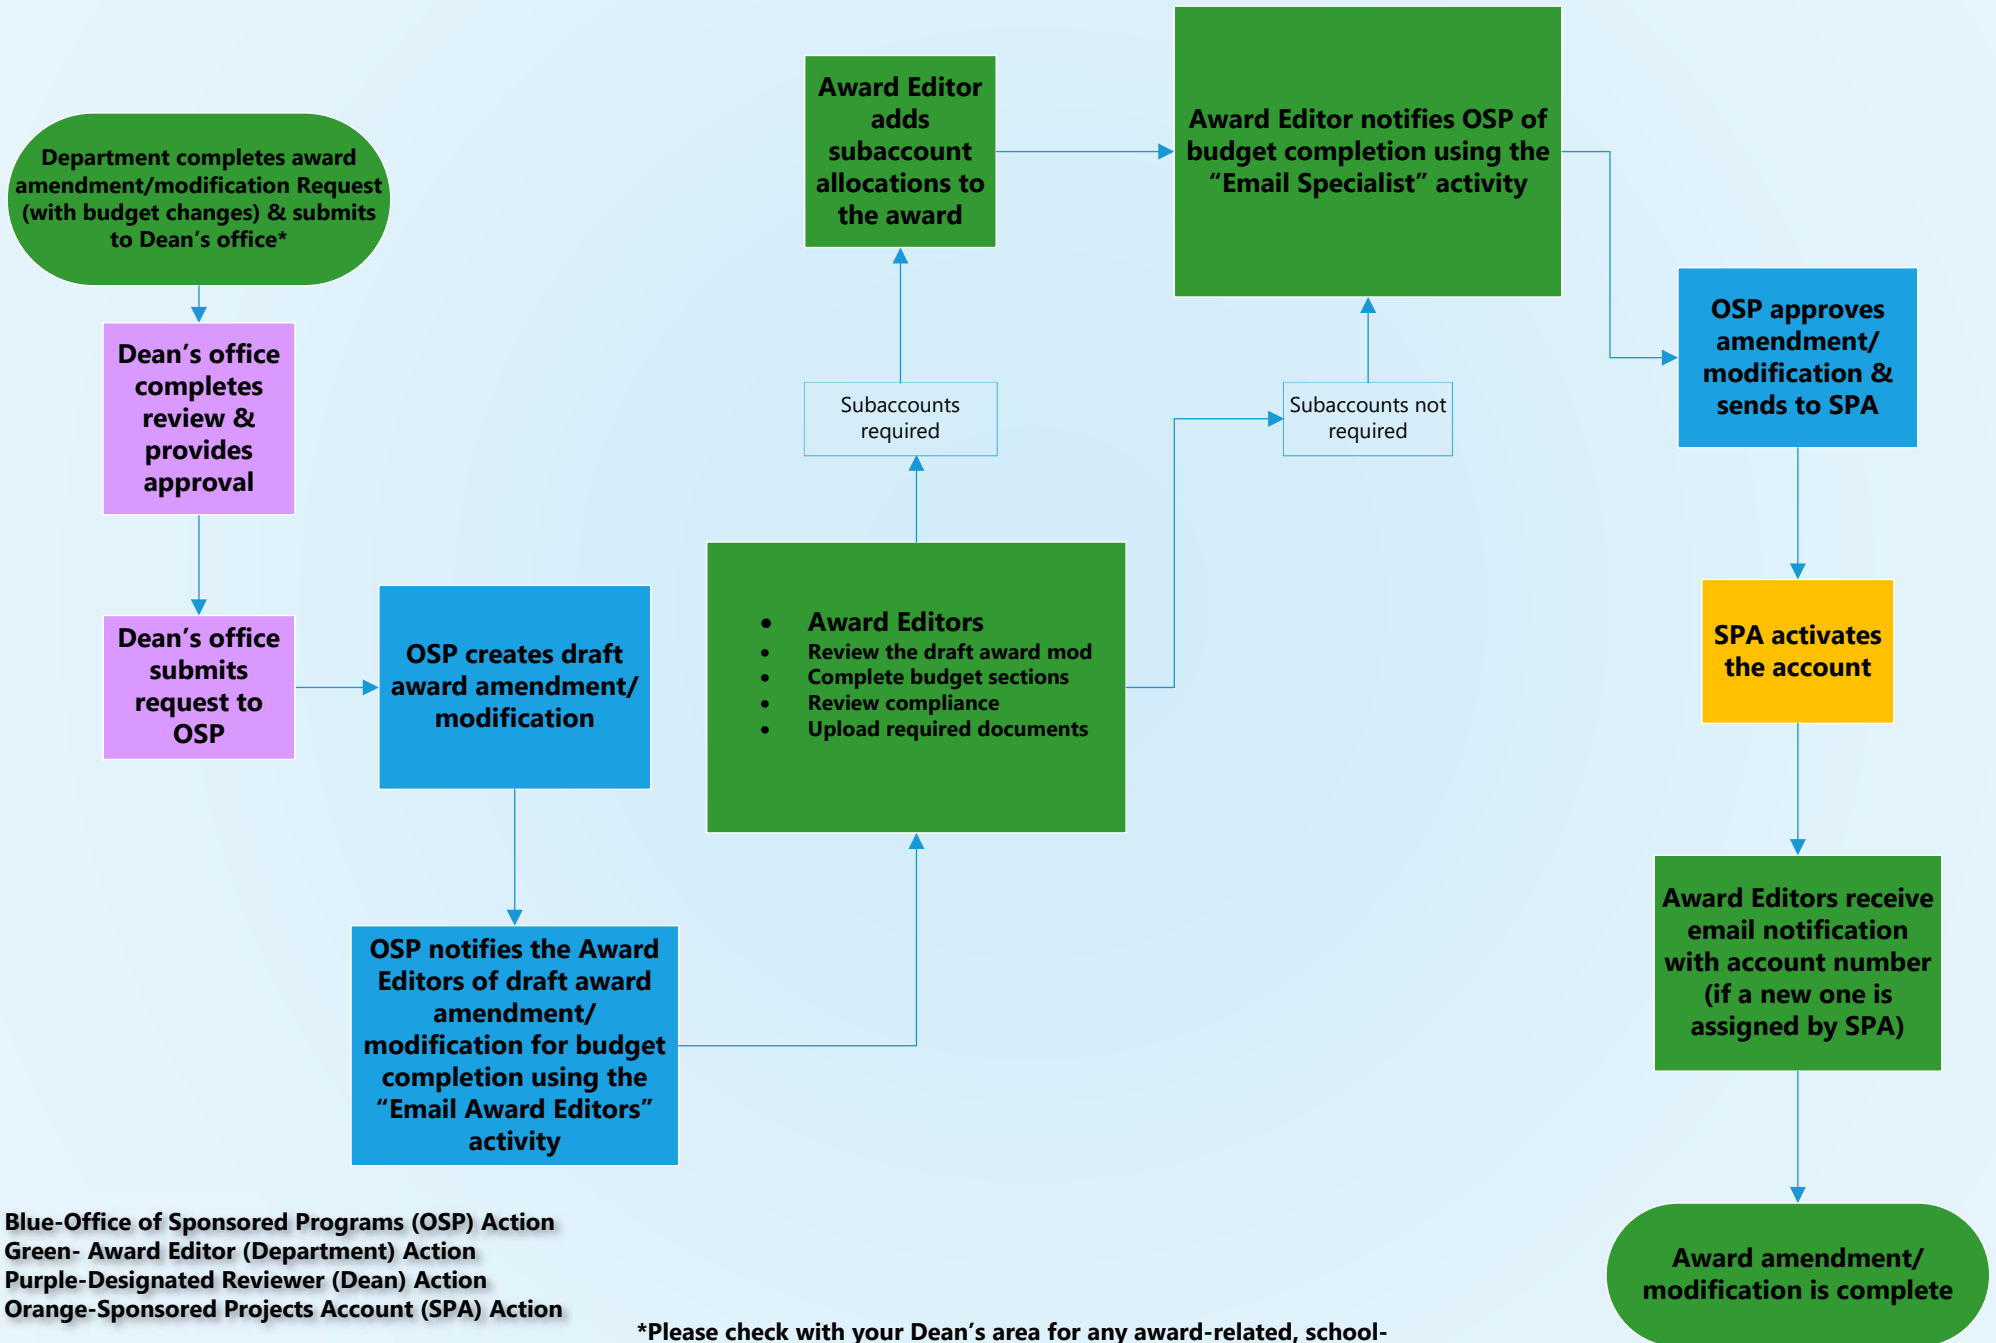 Department completes award
amendment/modification Request
(with budget changes) & submits
to Dean’s office*
Dean’s office
completes
review &
provides
approval
Dean’s office
submits
request to
OSP
OSP creates draft
award amendment/
modification
OSP notifies the Award
Editors of draft award
amendment/
modification for budget
completion using the
“Email Award Editors”
activity
• Award Editors
• Review the draft award mod
• Complete budget sections
• Review compliance
• Upload required documents
Subaccounts
required
Award Editor
adds
subaccount
allocations to
the award
Subaccounts not
required
Award Editor notifies OSP of
budget completion using the
“Email Specialist” activity
OSP approves
amendment/
modification &
sends to SPA
SPA activates
the account
Award Editors receive
email notification
with account number
(if a new one is
assigned by SPA)
Award amendment/
modification is complete
Blue-Office of Sponsored Programs (OSP) Action
Green- Award Editor (Department) Action
Purple-Designated Reviewer (Dean) Action
Orange-Sponsored Projects Account (SPA) Action
*Please check with your Dean’s area for any award-related, school-